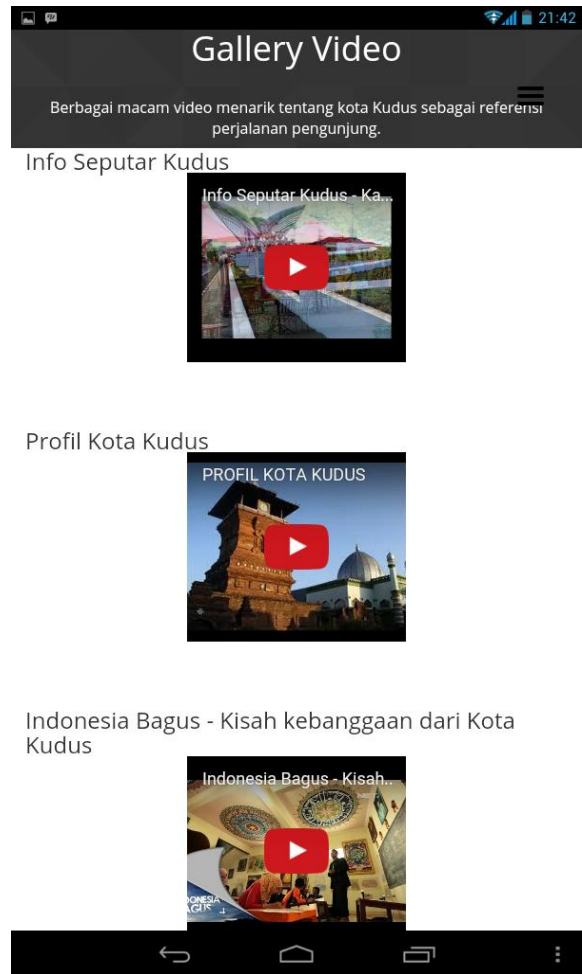 21:42
Gallery Video
Berbagai macam video menarik tentang kota Kudus sebagai referensi
perjalanan pengunjung.
Info Seputar Kudus
Info Seputar Kudus - Ka...
Profil Kota Kudus
PROFIL KOTA KUDUS
Indonesia Bagus - Kisah kebanggaan dari Kota
Kudus
Indonesia Bagus - Kisah..